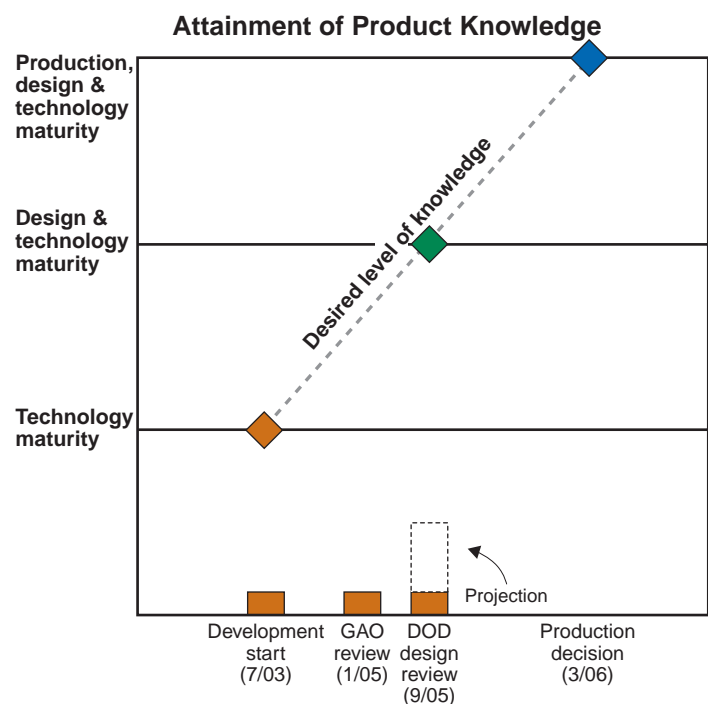 Attainment of Product Knowledge
Production,
design &
technology
maturity
Design &
technology
maturity
Technology
maturity
Desired level of knowledge
Projection
Development
start
(7/03)
GAO
review
(1/05)
DOD
design
review
(9/05)
Production
decision
(3/06)